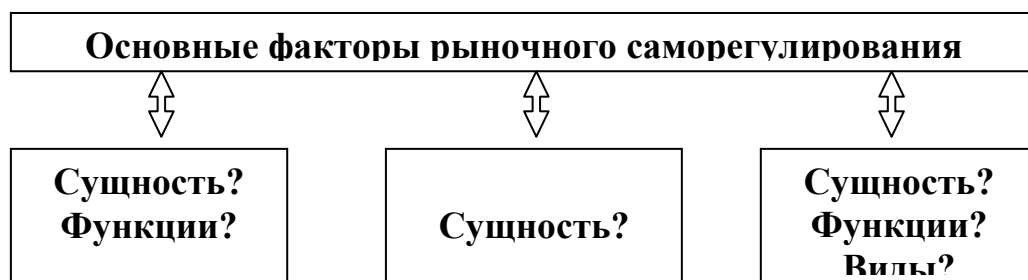 Основные факторы рыночного саморегулирования
Сущность?
Функции?
Сущность?
Сущность?
Функции?
Виды?